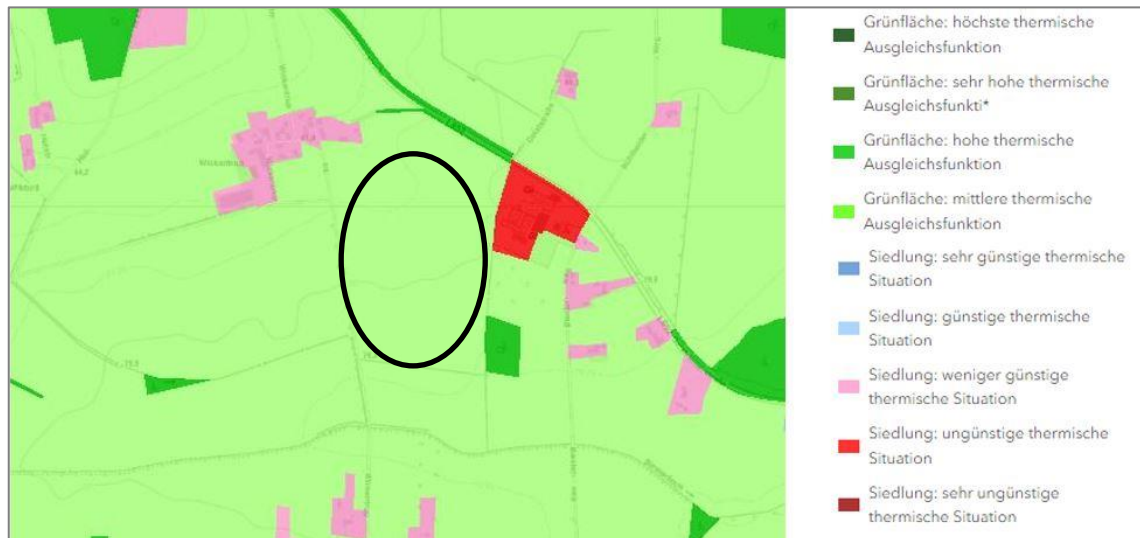 Grünfläche: höchste thermische
Ausgleichsfunktion
Grünfläche: sehr hohe thermische
Ausgleichsfunkti*
Grünfläche: hohe thermische
Ausgleichsfunktion
Grünfläche: mittlere thermische
Ausgleichsfunktion
Siedlung: sehr günstige thermische
Situation
Siedlung: günstige thermische
Situation
Siedlung: weniger günstige
thermische Situation
Siedlung: ungünstige thermische
Situation
Siedlung: sehr ungünstige
thermische Situation